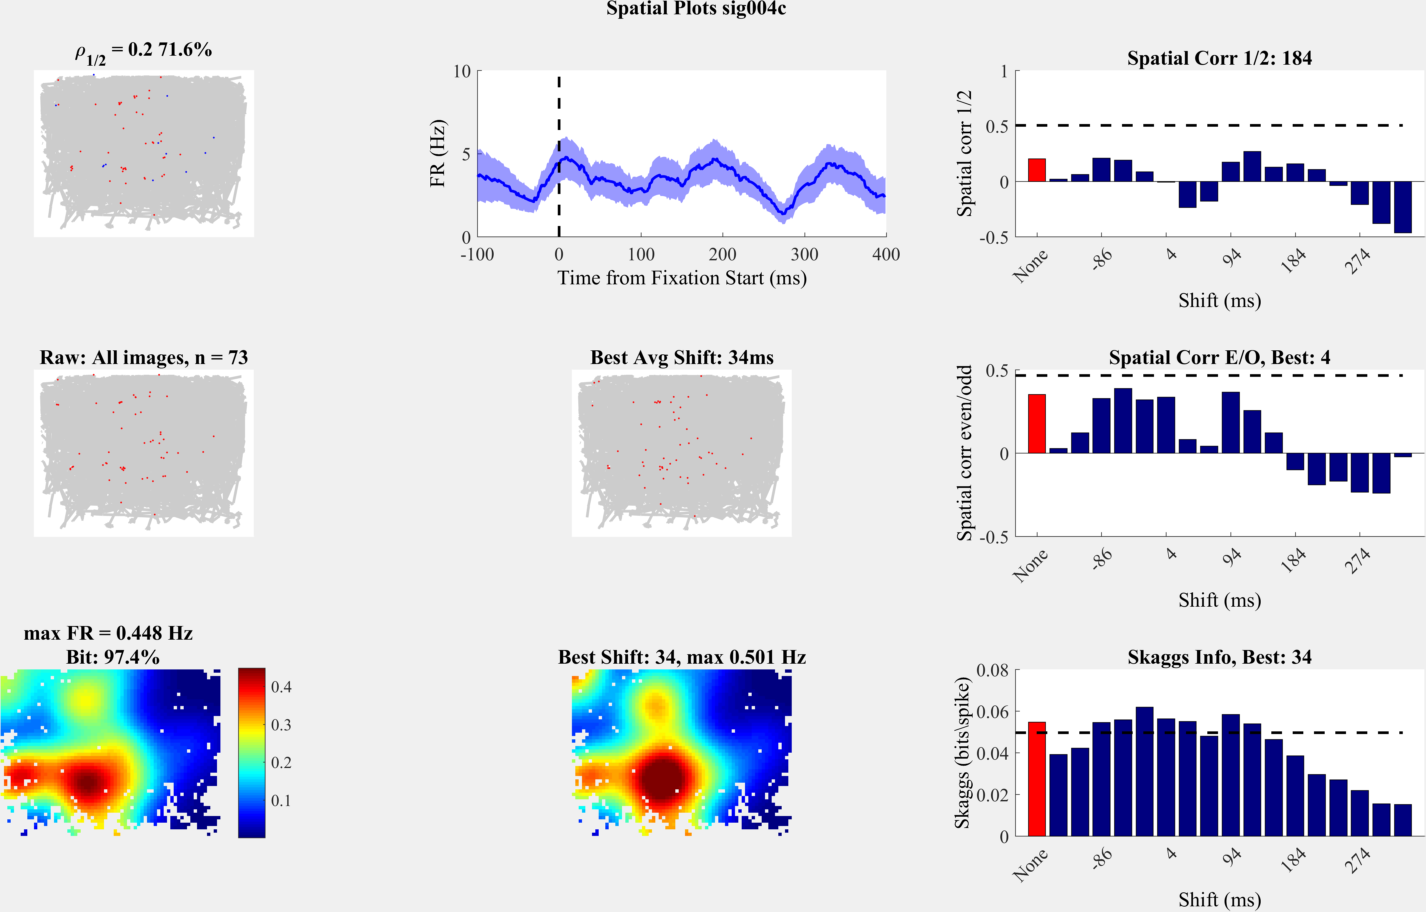 Spatial Plots sig004c
ρ1/2 = 0.2 71.6%
10
5
0
FR (Hz)
-100 0 100 200 300 400
Time from Fixation Start (ms)
Spatial Corr 1/2: 184
1
0.5
0
-0.5
Spatial corr 1/2
None -86 4 94 184 274
Shift (ms)
Raw: All images, n = 73
Best Avg Shift: 34ms
Spatial Corr E/O, Best: 4
0.5
0
-0.5
Spatial corr even/odd
None -86 4 94 184 274
Shift (ms)
max FR = 0.448 Hz
Bit: 97.4%
0.4
0.3
0.2
0.1
Best Shift: 34, max 0.501 Hz
Skaggs Info, Best: 34
0.08
0.06
0.04
0.02
0
Skaggs (bits\spike)
None -86 4 94 184 274
Shift (ms)